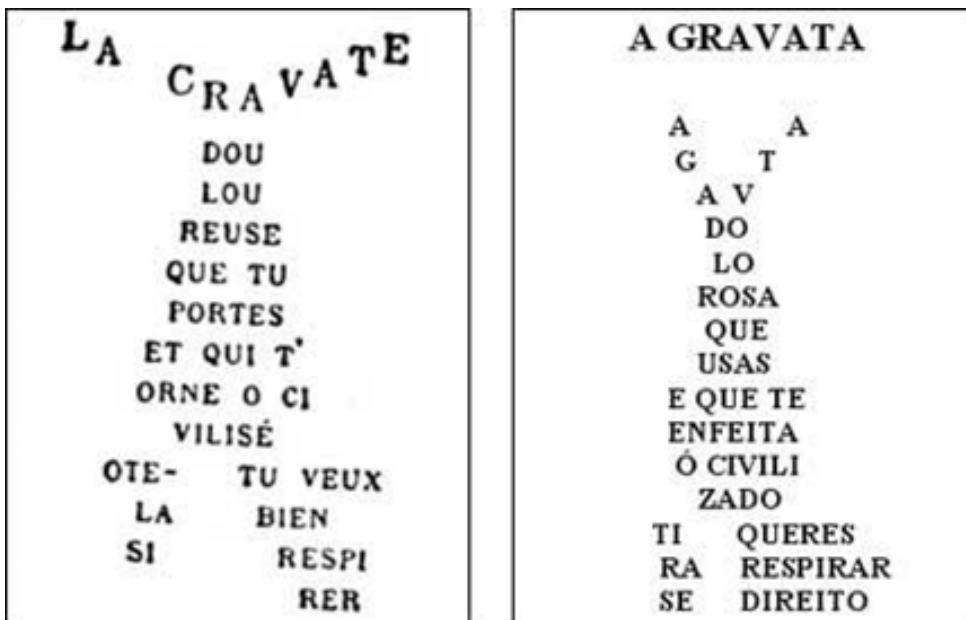 LA CRAVATE
DOU
LOU
REUSE
QUE TU
PORTES
ET QUI T'
ORNE O CI
VILISÉ
OTE- TU VEUX
LA BIEN
SI RESPI
RER
A GRAVATA
A A
G T
A V
DO
LO
ROSA
QUE
USAS
E QUE TE
ENFEITA
Ó CIVILI
ZADO
TI QUERES
RA RESPIRAR
SE DIREITO